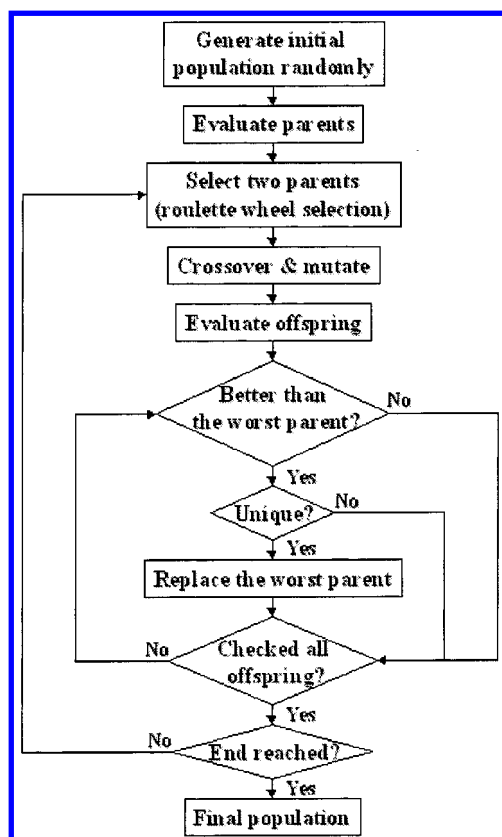 Generate initial
population randomly
Evaluate parents
Select two parents
(roulette wheel selection)
Crossover & mutate
Evaluate offspring
Better than
the worst parent?
No
Yes
Unique?
No
Yes
Replace the worst parent
Checked all
offspring?
No
Yes
End reached?
No
Yes
Final population